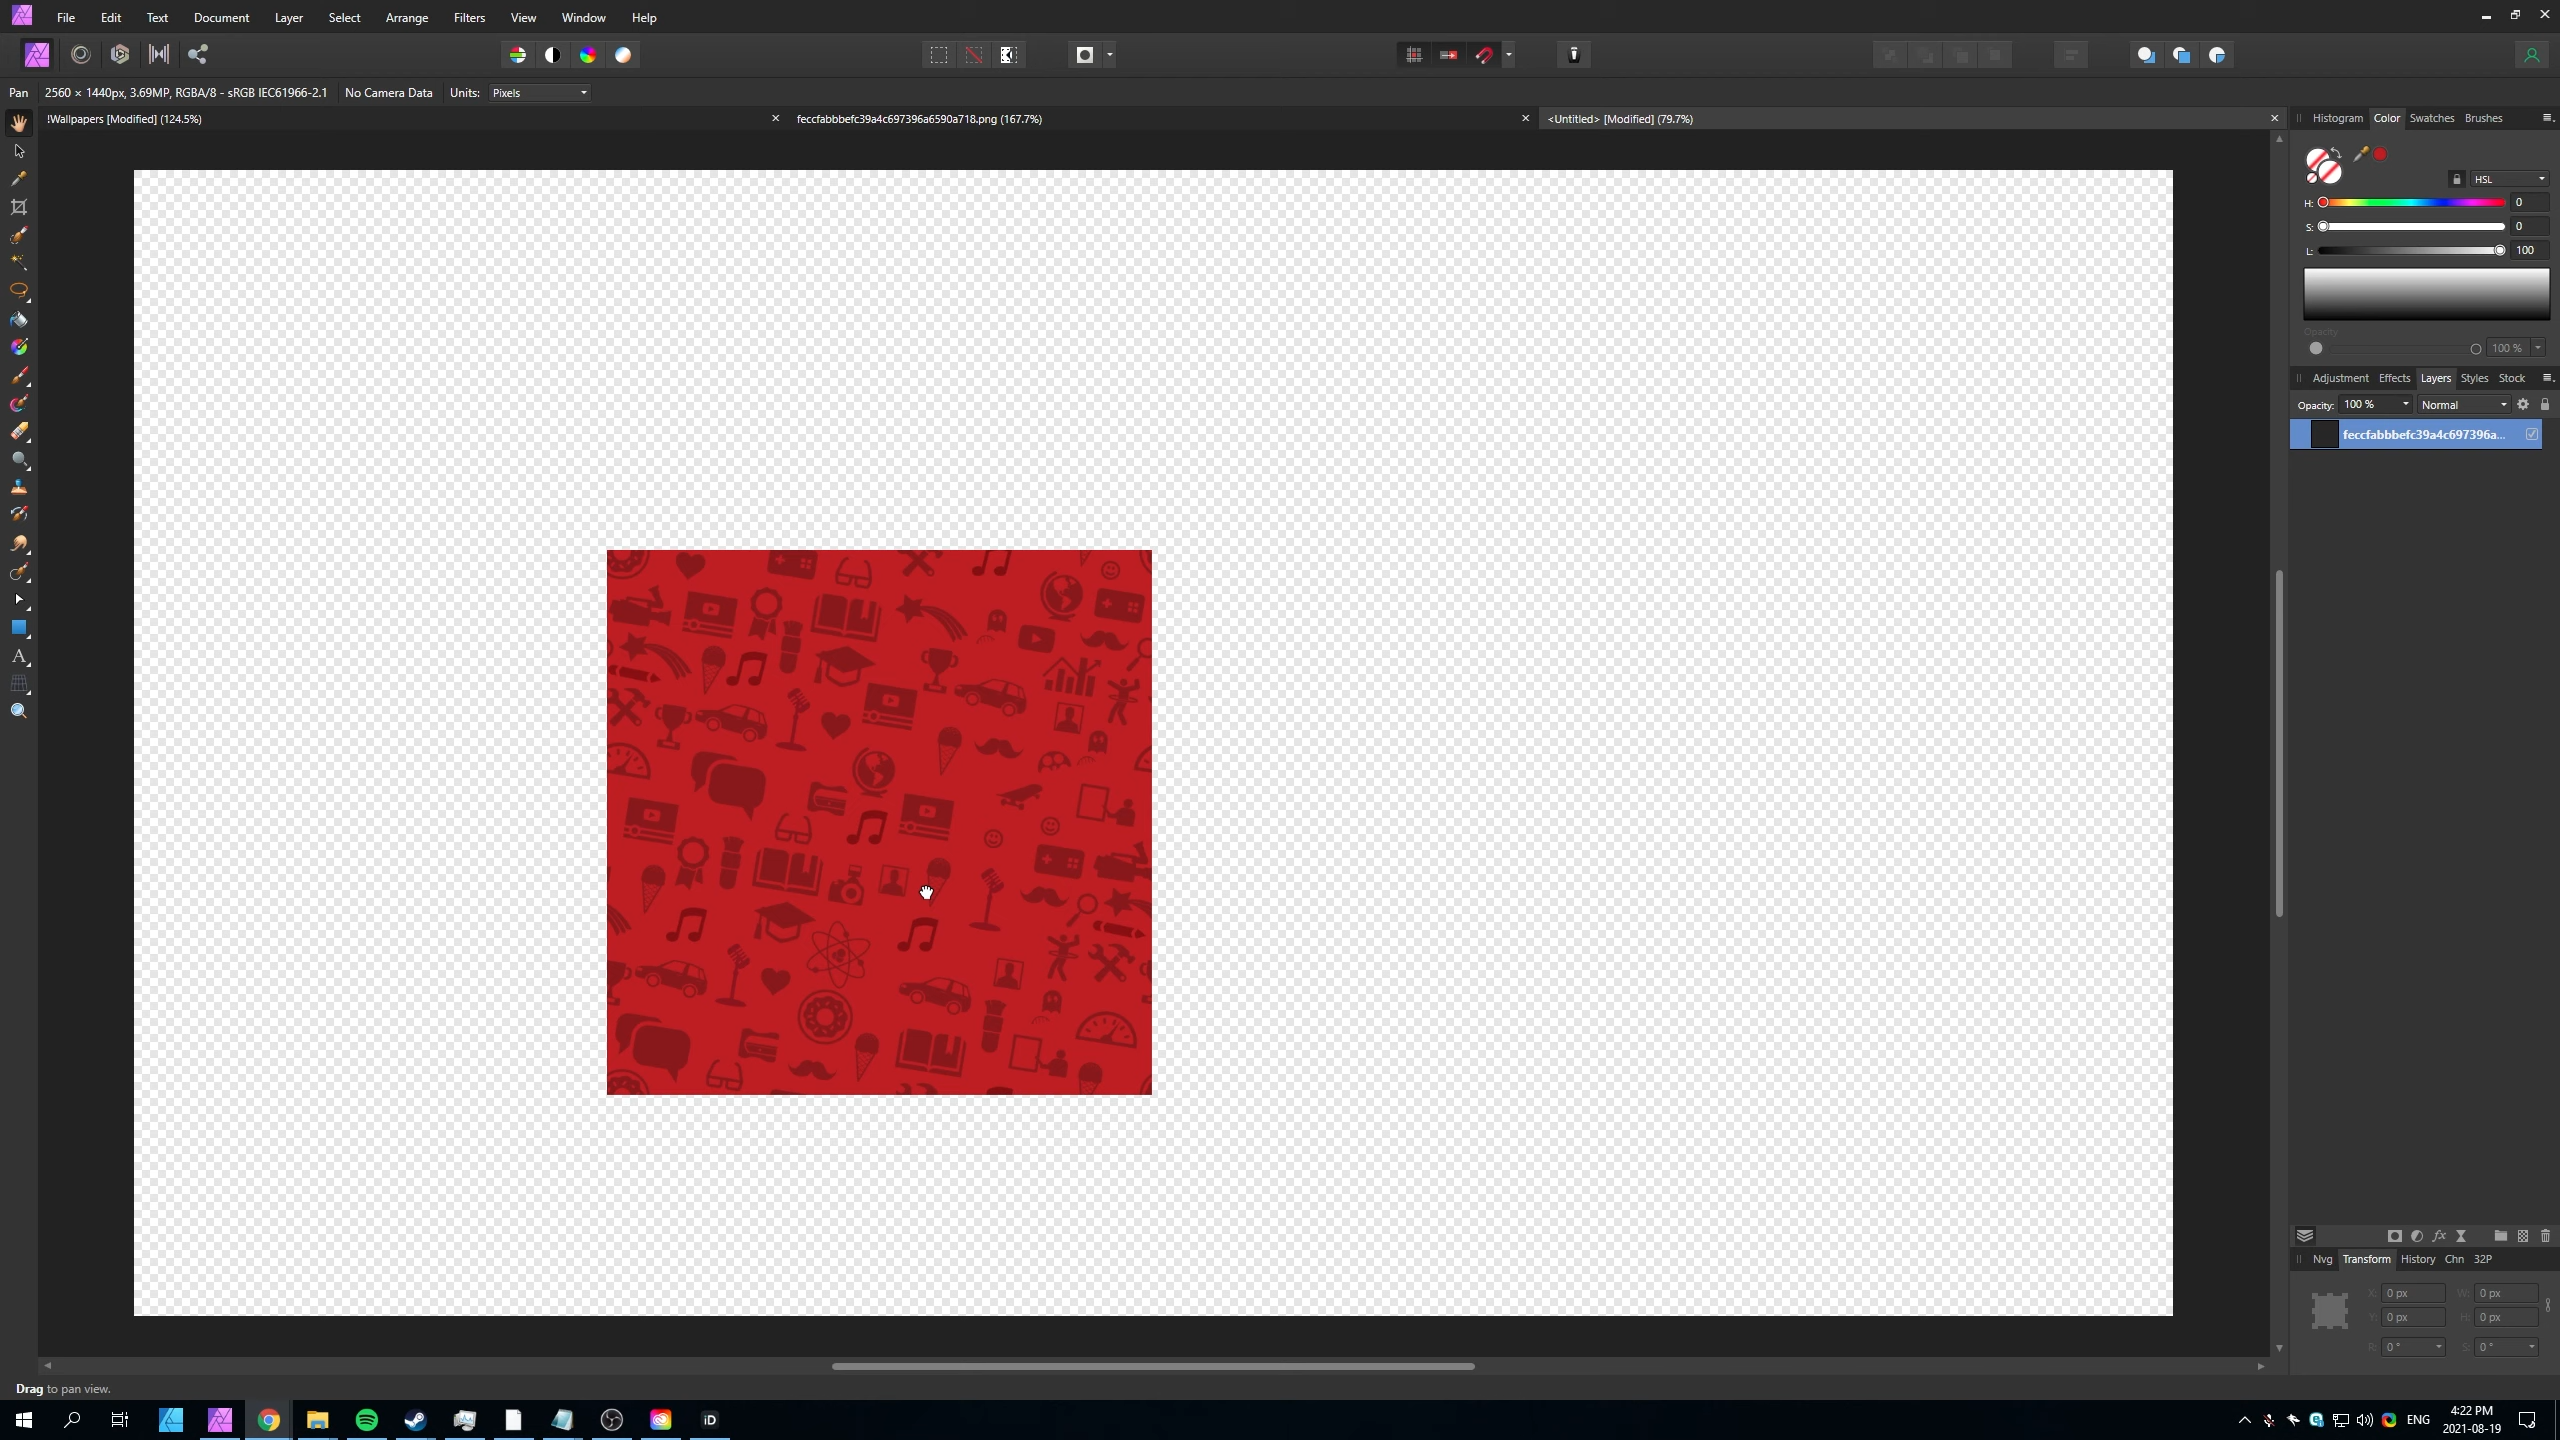 File Edit Text Document Layer Select Arrange Filters View Window Help
Pan 2560 × 1440px, 3.69MP, RGBA/8 - sRGB IEC61966-2.1 No Camera Data Units: Pixels
!Wallpapers [Modified] (124.5%) feccfabbbefc39a4c697396a6590a718.png (167.7%) <Untitled> [Modified] (79.7%)
Histogram Color Swatches Brushes
HSL
H: 0
S: 0
L: 100
Opacity
100 %
Adjustment Effects Layers Styles Stock
Opacity: 100 % Normal
feccfabbbefc39a4c697396a...
fx
Nvg Transform History Chn 32P
X: 0 px W: 0 px
Y: 0 px H: 0 px
R: 0 ° S: 0 °
Drag to pan view.
iD
ENG
4:22 PM
2021-08-19